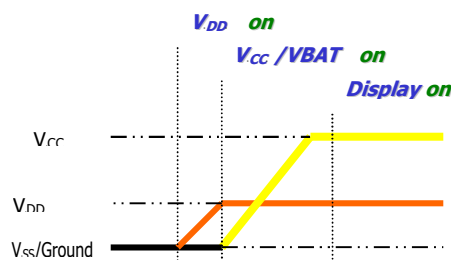 VDD on
VCC /VBAT on
Display on
VCC
VDD
VSS/Ground